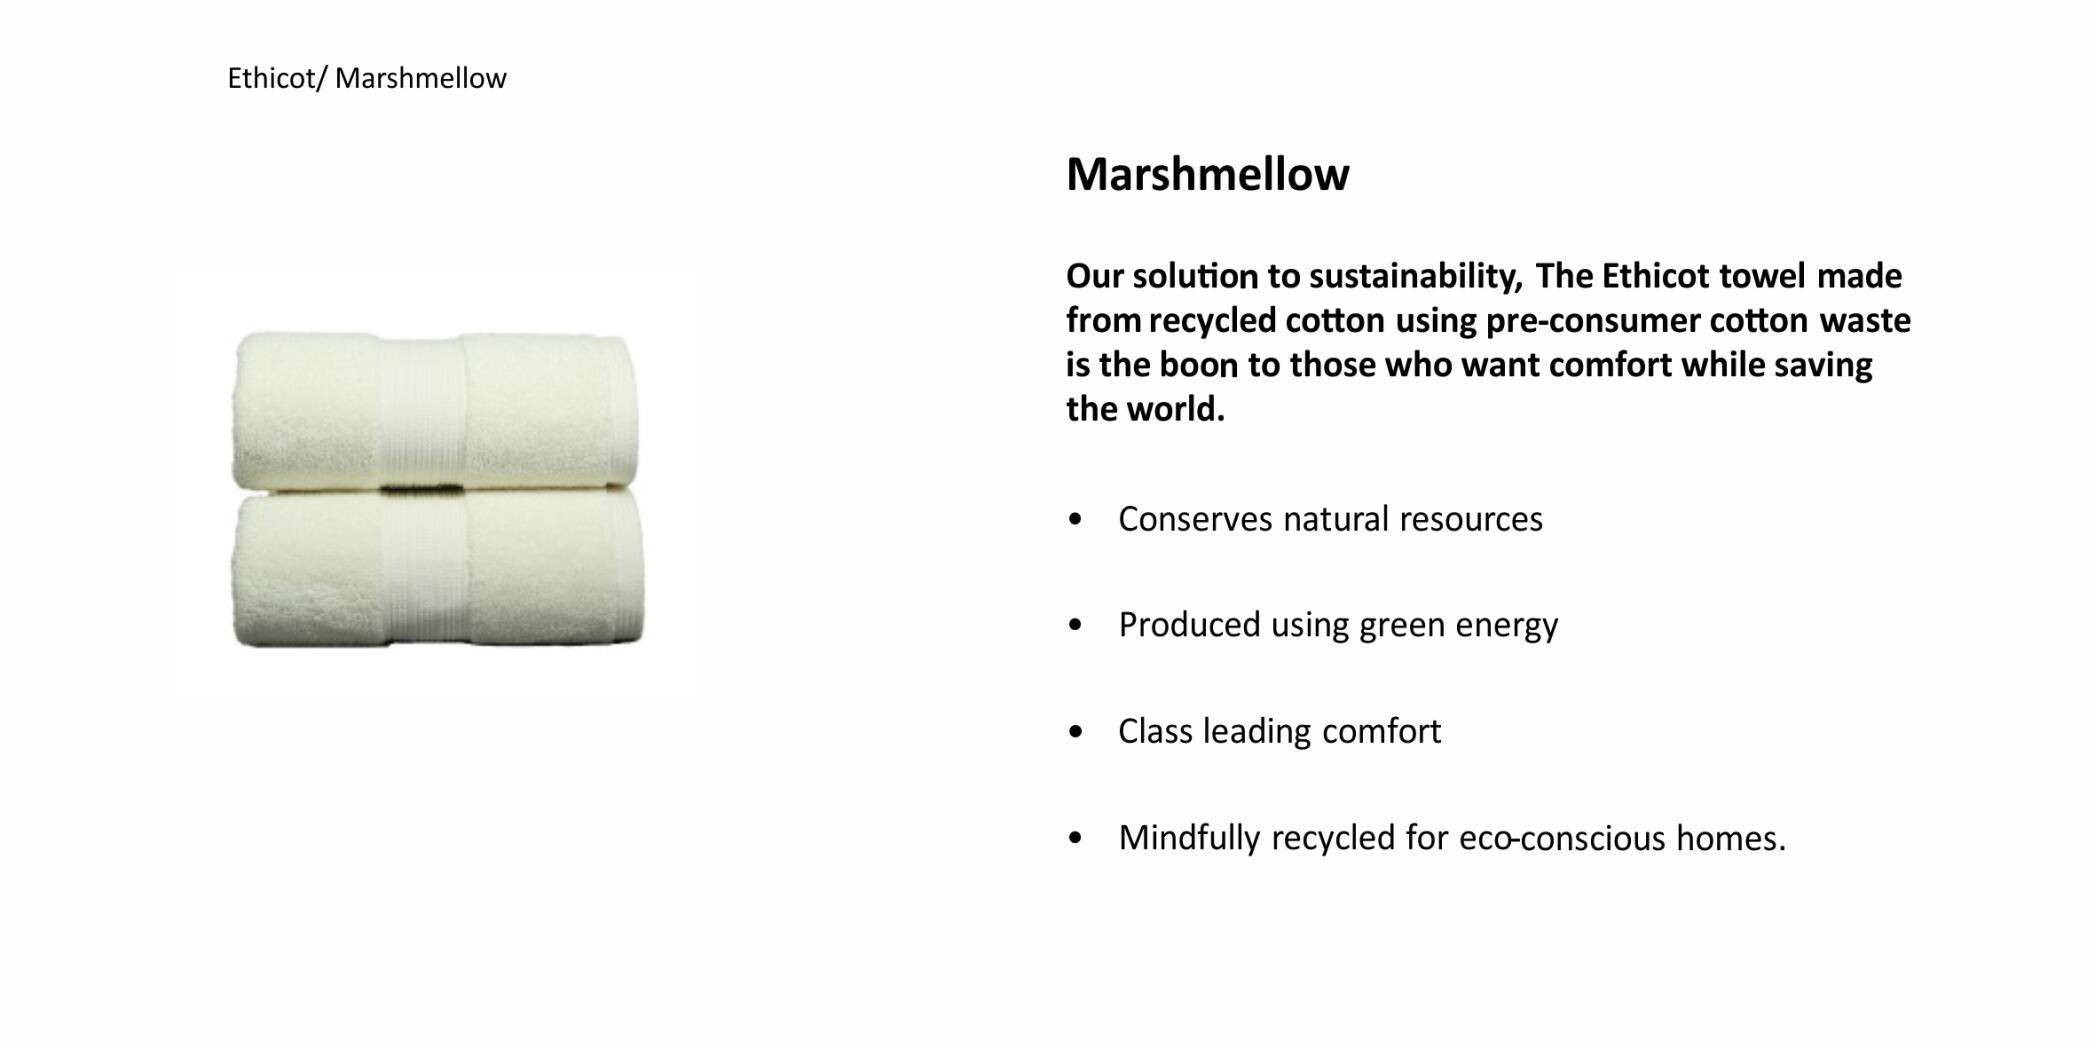 Ethicot/ Marshmellow
Marshmellow
Our solution to sustainability, The Ethicot towel made
from recycled cotton using pre-consumer cotton waste
is the boon to those who want comfort while saving
the world.
• Conserves natural resources
• Produced using green energy
• Class leading comfort
• Mindfully recycled for eco-conscious homes.